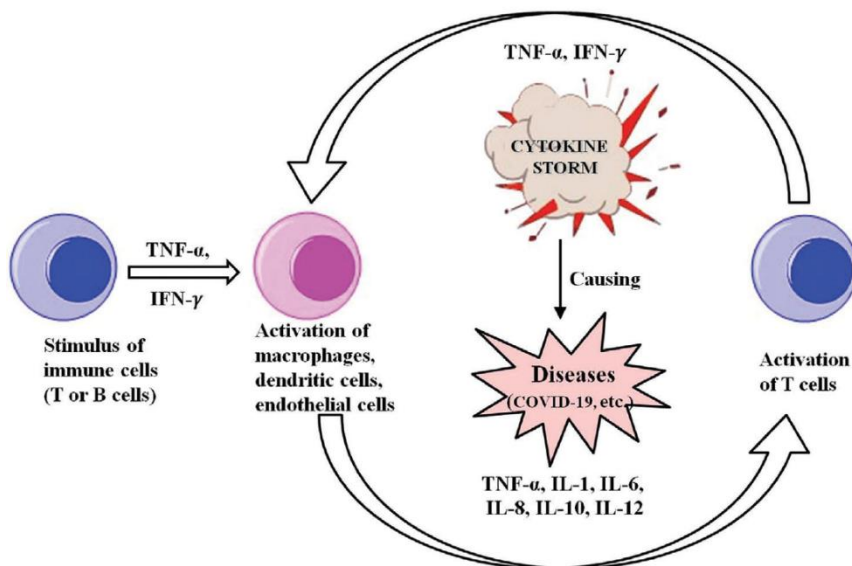 TNF-α, IFN-γ
CYTOKINE
STORM
TNF-α,
IFN-γ
Causing
Stimulus of
immune cells
(T or B cells)
Activation of
macrophages,
dendritic cells,
endothelial cells
Diseases
(COVID-19, etc.)
Activation
of T cells
TNF-α, IL-1, IL-6,
IL-8, IL-10, IL-12